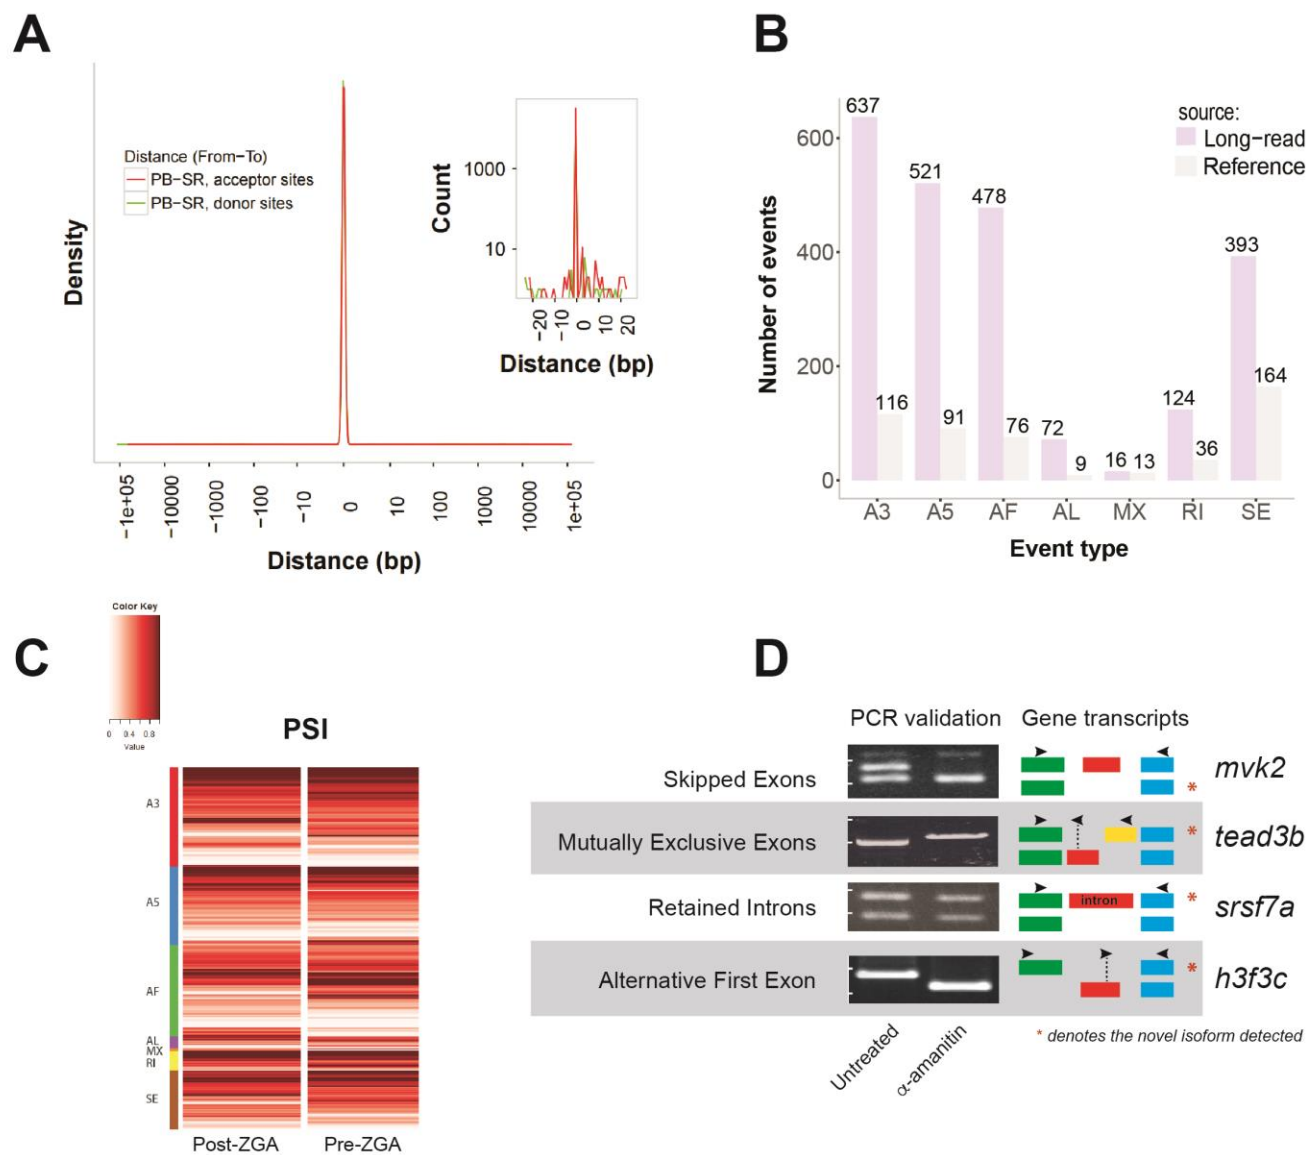 A
Distance (From−To)
PB−SR, acceptor sites
PB−SR, donor sites
Density
−1e+05
−10000
−1000
−100
−10
0
10
100
1000
10000
1e+05
Distance (bp)
Count
1000
10
−20
−10
0
10
20
Distance (bp)
B
source:
Long−read
Reference
Number of events
600
400
200
0
637
116
521
91
478
76
72
9
16
13
124
36
393
164
A3
A5
AF
AL
MX
RI
SE
Event type
C
Color Key
0 0.4 0.8
Value
PSI
A3
A5
AF
AL
MX
RI
SE
Post-ZGA
Pre-ZGA
D
PCR validation
Gene transcripts
Skipped Exons
mvk2
*
Mutually Exclusive Exons
* tead3b
Retained Introns
intron
* srsf7a
Alternative First Exon
* h3f3c
Untreated
α-amanitin
* denotes the novel isoform detected